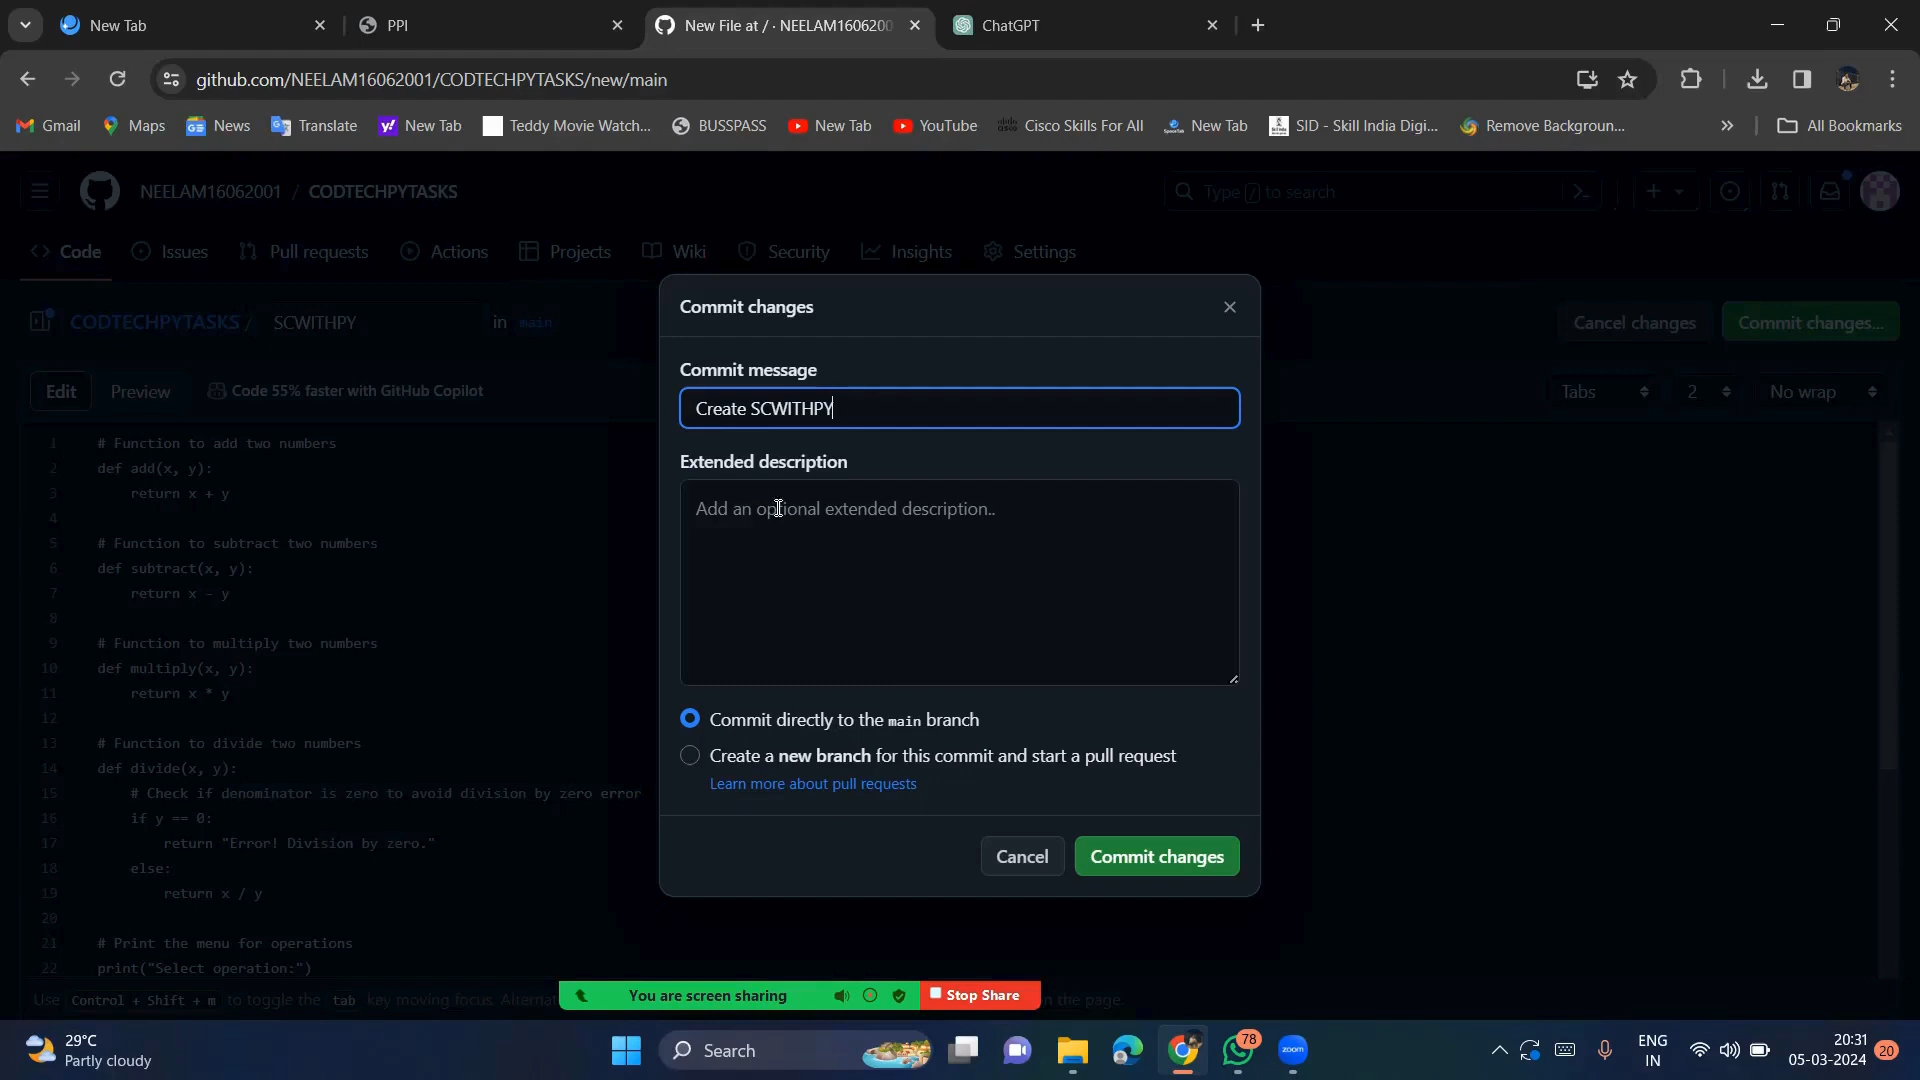 New Tab
PPI
New File at / · NEELAM1606200
ChatGPT
github.com/NEELAM16062001/CODTECHPYTASKS/new/main
Gmail
Maps
News
Translate
New Tab
Teddy Movie Watch...
BUSSPASS
New Tab
YouTube
Cisco Skills For All
New Tab
SID - Skill India Digi...
Remove Backgroun...
»
All Bookmarks
NEELAM16062001 / CODTECHPYTASKS
Type / to search
Code
Issues
Pull requests
Actions
Projects
Wiki
Security
Insights
Settings
CODTECHPYTASKS / SCWITHPY in main
Cancel changes
Commit changes...
Edit
Preview
Code 55% faster with GitHub Copilot
Tabs
2
No wrap
1 # Function to add two numbers
2 def add(x, y):
3 return x + y
4
5 # Function to subtract two numbers
6 def subtract(x, y):
7 return x - y
8
9 # Function to multiply two numbers
10 def multiply(x, y):
11 return x * y
12
13 # Function to divide two numbers
14 def divide(x, y):
15 # Check if denominator is zero to avoid division by zero error
16 if y == 0:
17 return "Error! Division by zero."
18 else:
19 return x / y
20
21 # Print the menu for operations
22 print("Select operation:")
Commit changes
Commit message
Create SCWITHPY
Extended description
Add an optional extended description..
Commit directly to the main branch
Create a new branch for this commit and start a pull request
Learn more about pull requests
Cancel
Commit changes
Use Control + Shift + m to toggle the tab key moving focus. Alternat
n the page.
You are screen sharing
Stop Share
29°C
Partly cloudy
Search
78
zoom
ENG
IN
20:31
05-03-2024
20